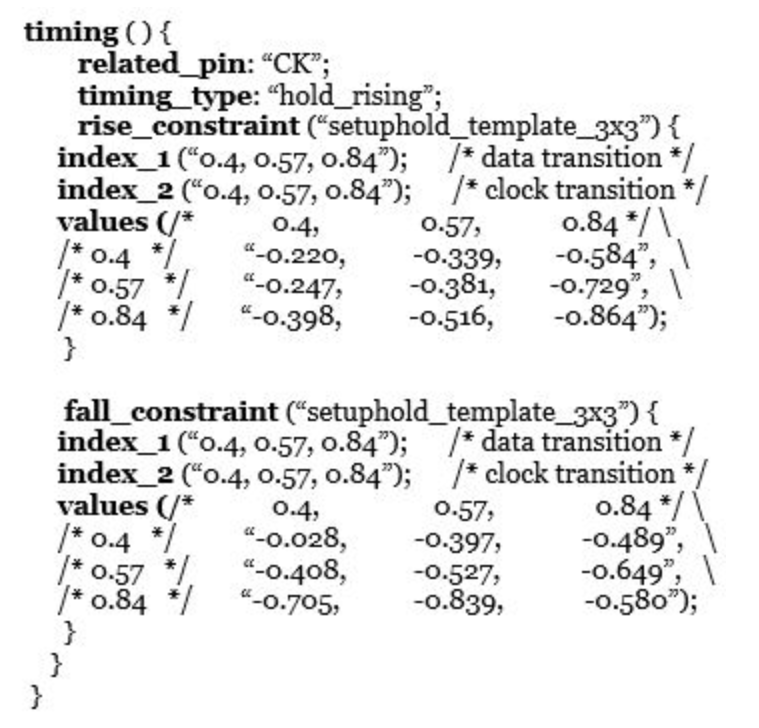 timing () {
related_pin: “CK”;
timing_type: “hold_rising”;
rise_constraint (“setuphold_template_3x3”) {
index_1 (“0.4, 0.57, 0.84”); /* data transition */
index_2 (“0.4, 0.57, 0.84”); /* clock transition */
values (/* 0.4, 0.57, 0.84 */ \
/* 0.4 */ “-0.220, -0.339, -0.584”, \
/* 0.57 */ “-0.247, -0.381, -0.729”, \
/* 0.84 */ “-0.398, -0.516, -0.864”);
}
fall_constraint (“setuphold_template_3x3”) {
index_1 (“0.4, 0.57, 0.84”); /* data transition */
index_2 (“0.4, 0.57, 0.84”); /* clock transition */
values (/* 0.4, 0.57, 0.84 */ \
/* 0.4 */ “-0.028, -0.397, -0.489”, \
/* 0.57 */ “-0.408, -0.527, -0.649”, \
/* 0.84 */ “-0.705, -0.839, -0.580”);
}
}
}